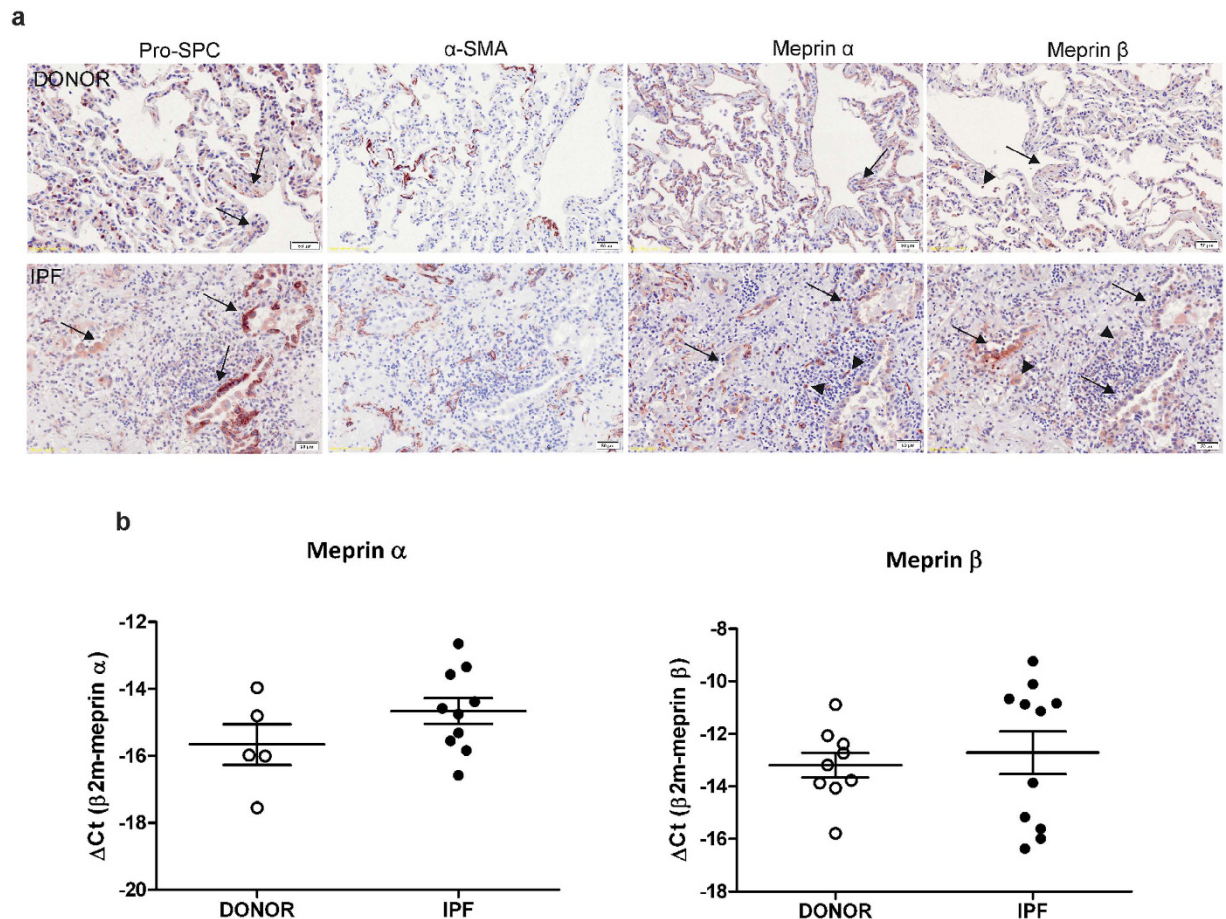 a
Pro-SPC α-SMA Meprin α Meprin β
DONOR
IPF
b
Meprin α
ΔCt (β2m-meprin α)
-12
-14
-16
-18
-20
DONOR IPF
Meprin β
ΔCt (β2m-meprin β)
-8
-10
-12
-14
-16
-18
DONOR IPF